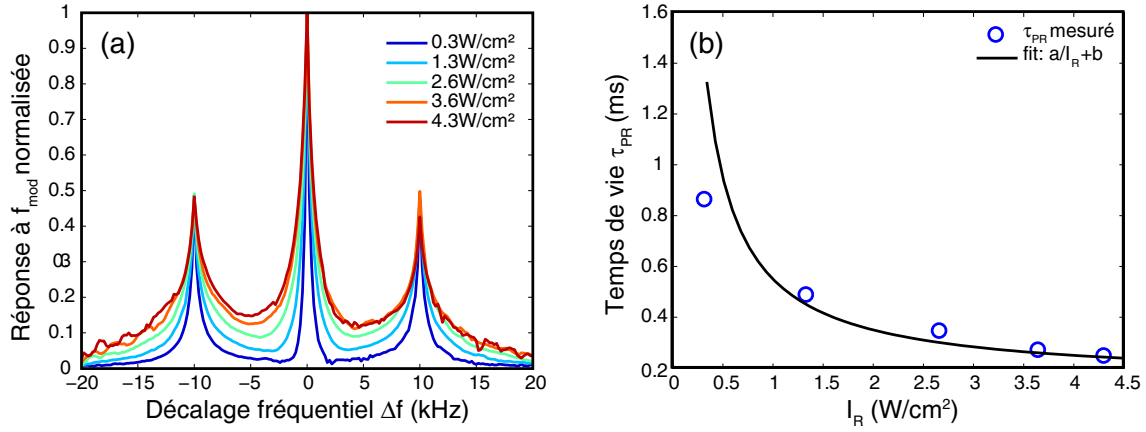 (a)
0.3W/cm²
1.3W/cm²
2.6W/cm²
3.6W/cm²
4.3W/cm²
Réponse à f_mod normalisée
1
0.9
0.8
0.7
0.6
0.5
0.4
0.3
0.2
0.1
0
−20 −15 −10 −5 0 5 10 15 20
Décalage fréquentiel Δf (kHz)
(b)
τ_PR mesuré
fit: a/I_R+b
Temps de vie τ_PR (ms)
1.6
1.4
1.2
1
0.8
0.6
0.4
0.2
0 0.5 1 1.5 2 2.5 3 3.5 4 4.5
I_R (W/cm²)